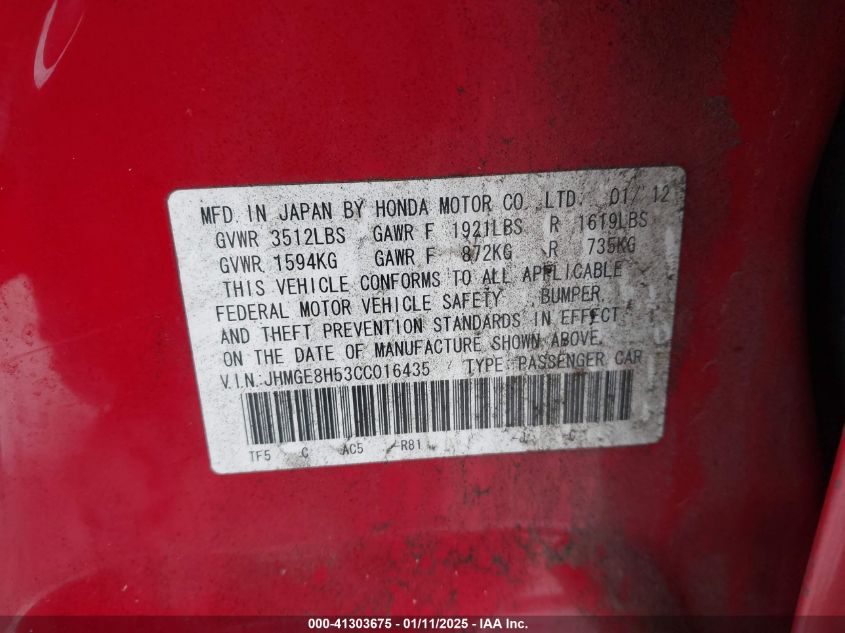 MFD. IN JAPAN BY HONDA MOTOR CO., LTD. 01/12
GVWR 3512LBS GAWR F 1921LBS R 1619LBS
GVWR 1594KG GAWR F 872KG R 735KG
THIS VEHICLE CONFORMS TO ALL APPLICABLE
FEDERAL MOTOR VEHICLE SAFETY, BUMPER,
AND THEFT PREVENTION STANDARDS IN EFFECT
ON THE DATE OF MANUFACTURE SHOWN ABOVE.
V.I.N:JHMGE8H53CC016435 TYPE:PASSENGER CAR
TF5 C AC5 R81 J C
000-41303675 - 01/11/2025 - IAA Inc.